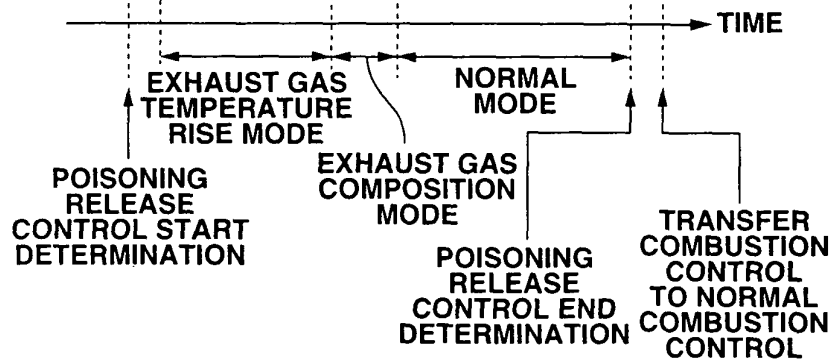 TIME
EXHAUST GAS
TEMPERATURE
RISE MODE
NORMAL
MODE
EXHAUST GAS
COMPOSITION
MODE
POISONING
RELEASE
CONTROL START
DETERMINATION
POISONING
RELEASE
CONTROL END
DETERMINATION
TRANSFER
COMBUSTION
CONTROL
TO NORMAL
COMBUSTION
CONTROL